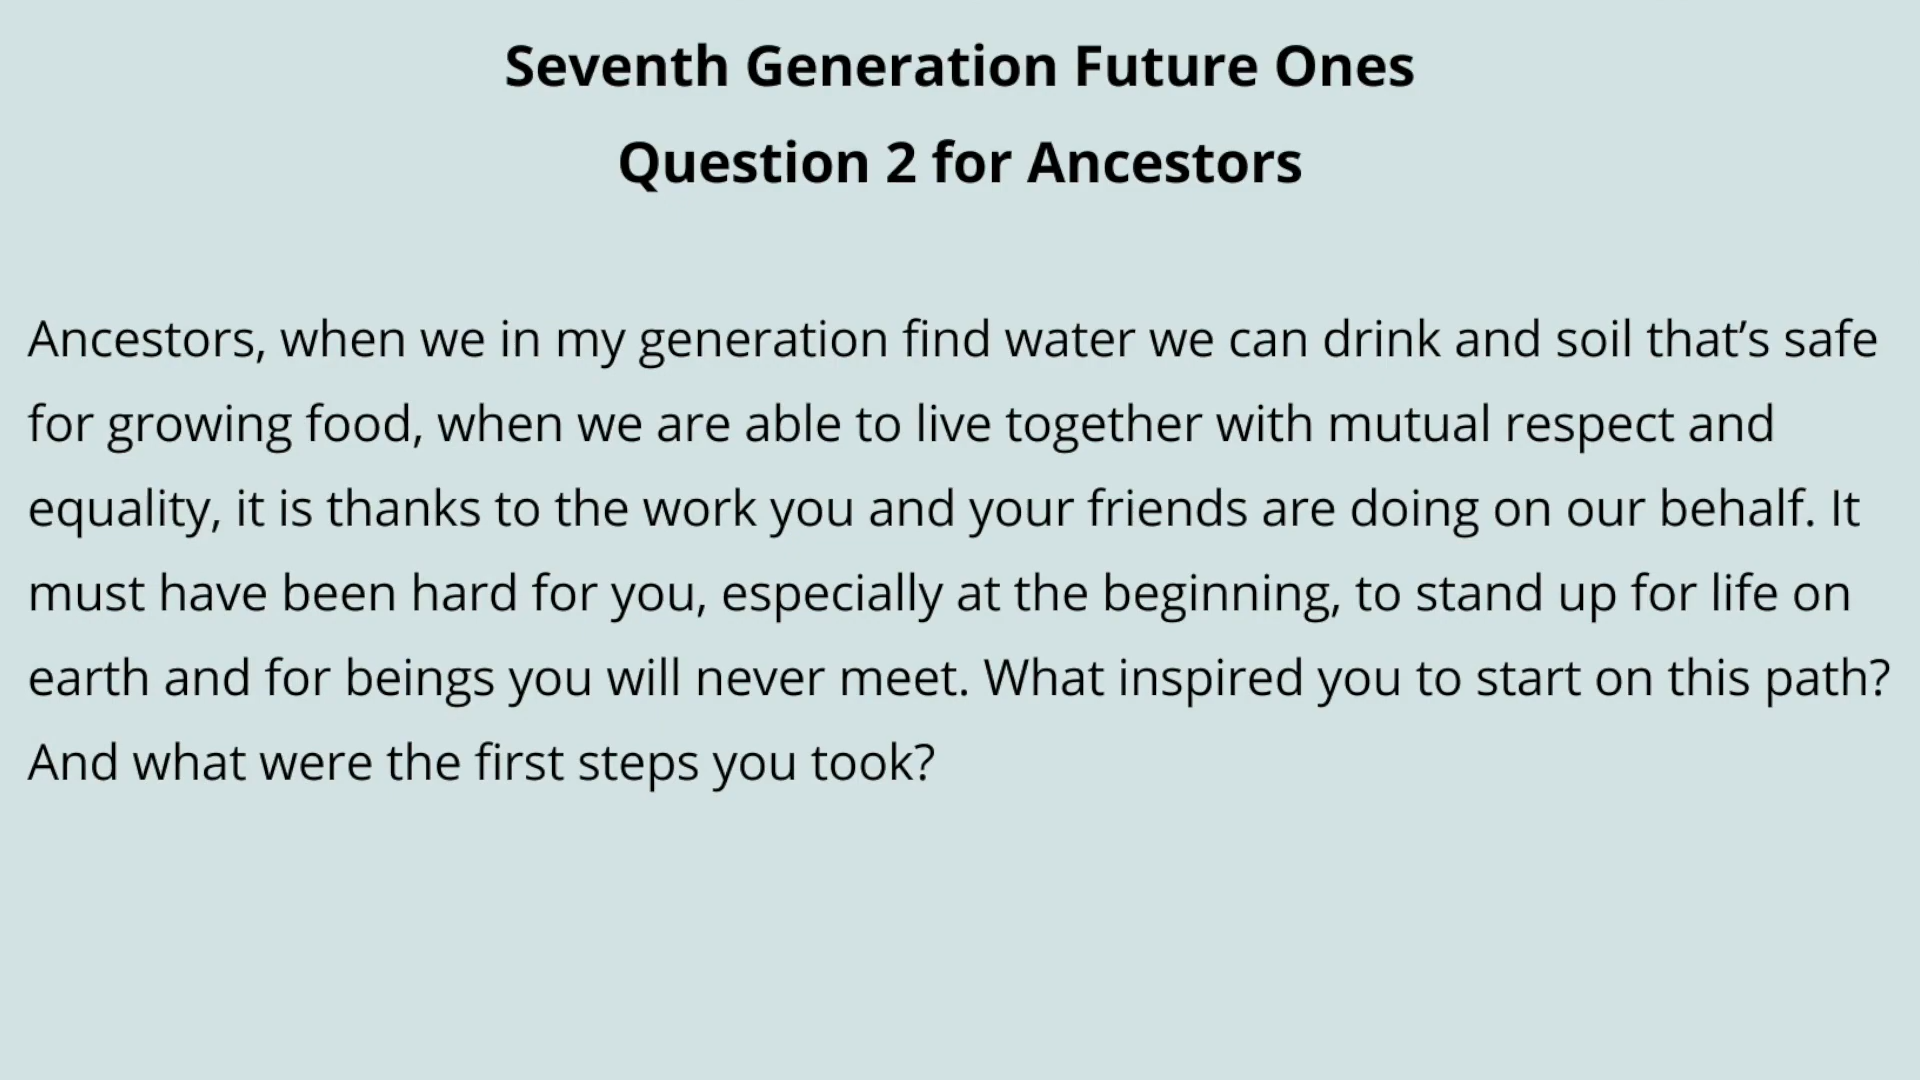 Seventh Generation Future Ones
Question 2 for Ancestors
Ancestors, when we in my generation find water we can drink and soil that’s safe
for growing food, when we are able to live together with mutual respect and
equality, it is thanks to the work you and your friends are doing on our behalf. It
must have been hard for you, especially at the beginning, to stand up for life on
earth and for beings you will never meet. What inspired you to start on this path?
And what were the first steps you took?